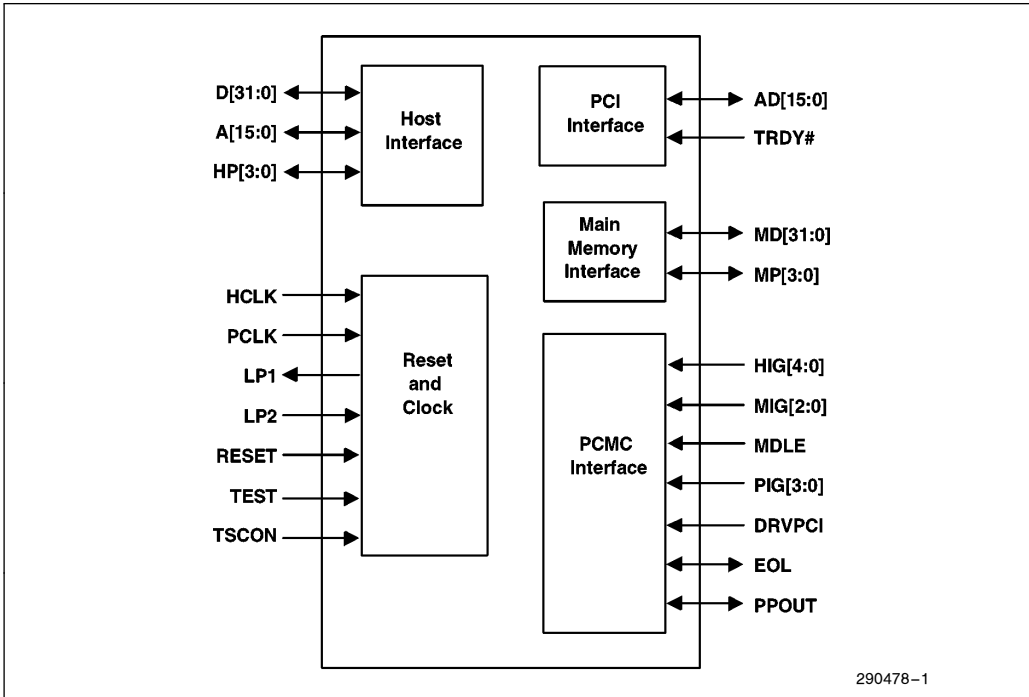 D[31:0]
A[15:0]
HP[3:0]
Host
Interface
PCI
Interface
AD[15:0]
TRDY#
Main
Memory
Interface
MD[31:0]
MP[3:0]
HCLK
PCLK
LP1
LP2
RESET
TEST
TSCON
Reset
and
Clock
PCMC
Interface
HIG[4:0]
MIG[2:0]
MDLE
PIG[3:0]
DRVPCI
EOL
PPOUT
290478–1